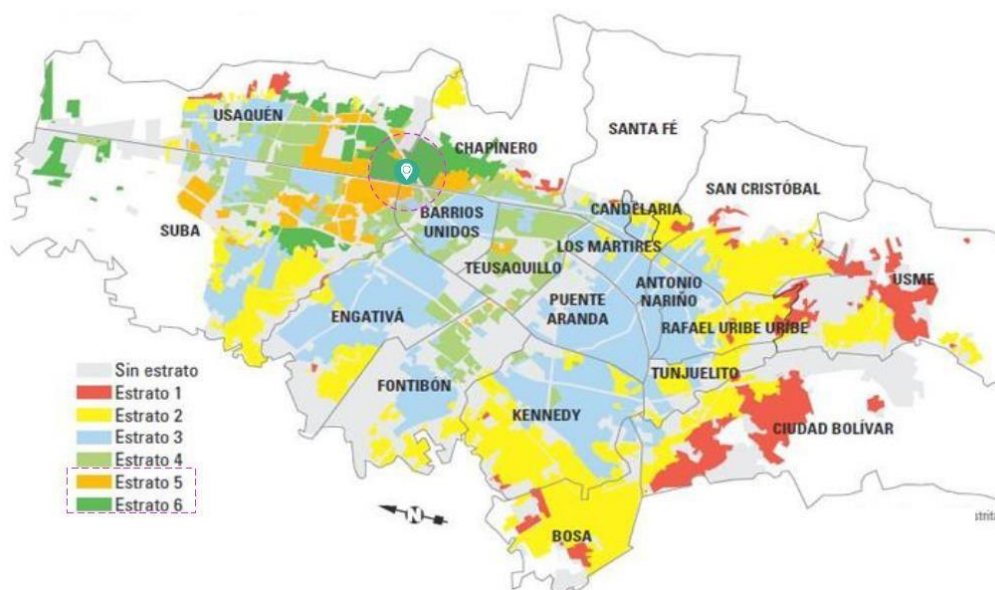 USAQUÉN
CHAPÍNERO
SANTA FÉ
SAN CRISTÓBAL
SUBA
BARRIOS
UNIDOS
CANDELARIA
LOS MÁRTIRES
TEUSAQUILLO
ANTONIO
NARIÑO
USME
ENGATIVÁ
PUENTE
ARANDA
RAFAEL URIBE URÍBE
TUNJUELITO
FONTIBÓN
KENNEDY
CIUDAD BOLÍVAR
BOSA
Sin estrato
Estrato 1
Estrato 2
Estrato 3
Estrato 4
Estrato 5
Estrato 6
N